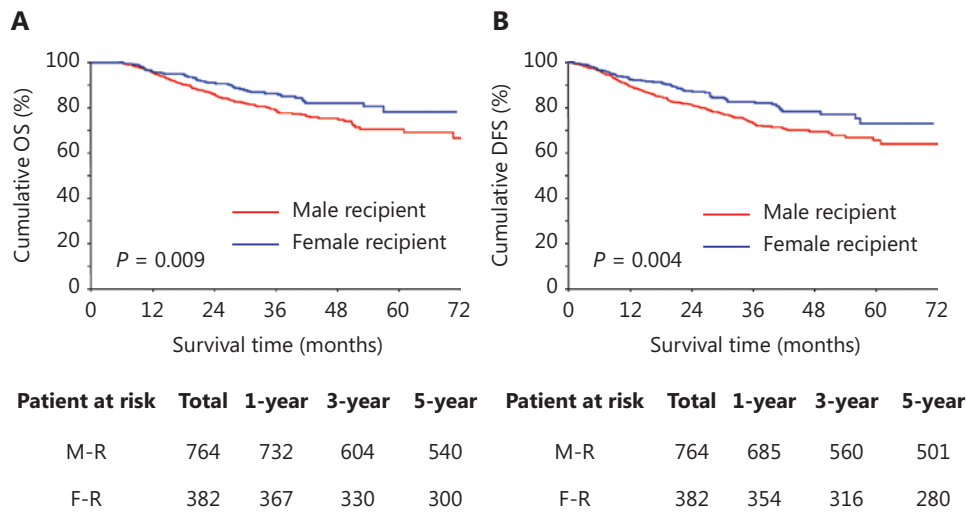 A
Cumulative OS (%)
100
80
60
40
20
0
Male recipient
Female recipient
P = 0.009
0 12 24 36 48 60 72
Survival time (months)
Patient at risk Total 1-year 3-year 5-year
M-R 764 732 604 540
F-R 382 367 330 300
B
Cumulative DFS (%)
100
80
60
40
20
0
Male recipient
Female recipient
P = 0.004
0 12 24 36 48 60 72
Survival time (months)
Patient at risk Total 1-year 3-year 5-year
M-R 764 685 560 501
F-R 382 354 316 280